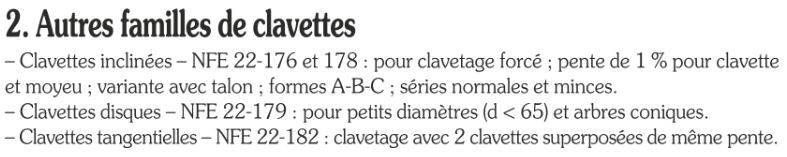 2. Autres familles de clavettes
– Clavettes inclinées – NFE 22-176 et 178 : pour clavetage forcé ; pente de 1 % pour clavette
et moyeu ; variante avec talon ; formes A-B-C ; séries normales et minces.
– Clavettes disques – NFE 22-179 : pour petits diamètres (d < 65) et arbres coniques.
– Clavettes tangentielles – NFE 22-182 : clavetage avec 2 clavettes superposées de même pente.